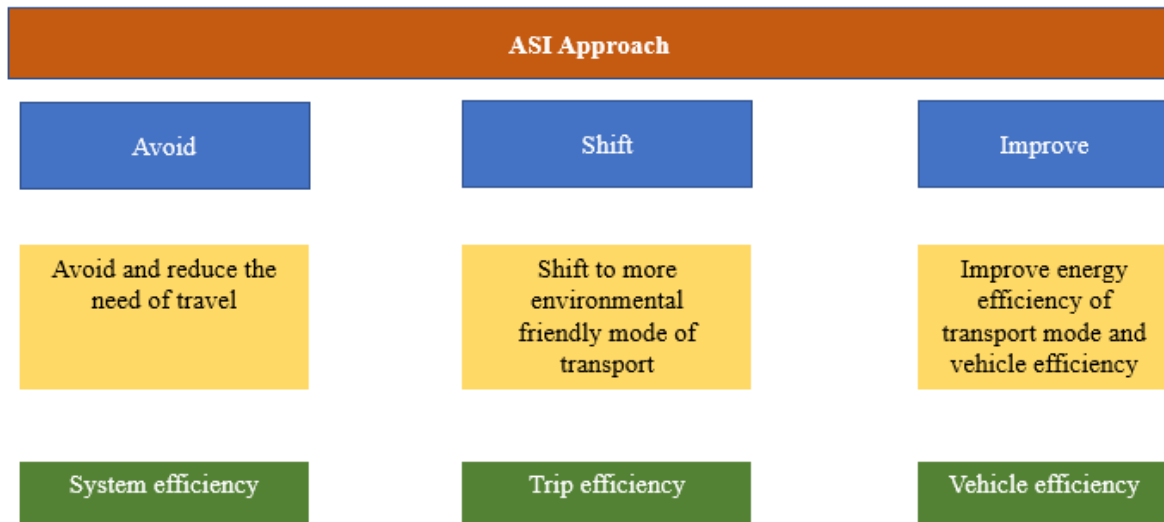 ASI Approach
Avoid
Shift
Improve
Avoid and reduce the
need of travel
Shift to more
environmental
friendly mode of
transport
Improve energy
efficiency of
transport mode and
vehicle efficiency
System efficiency
Trip efficiency
Vehicle efficiency